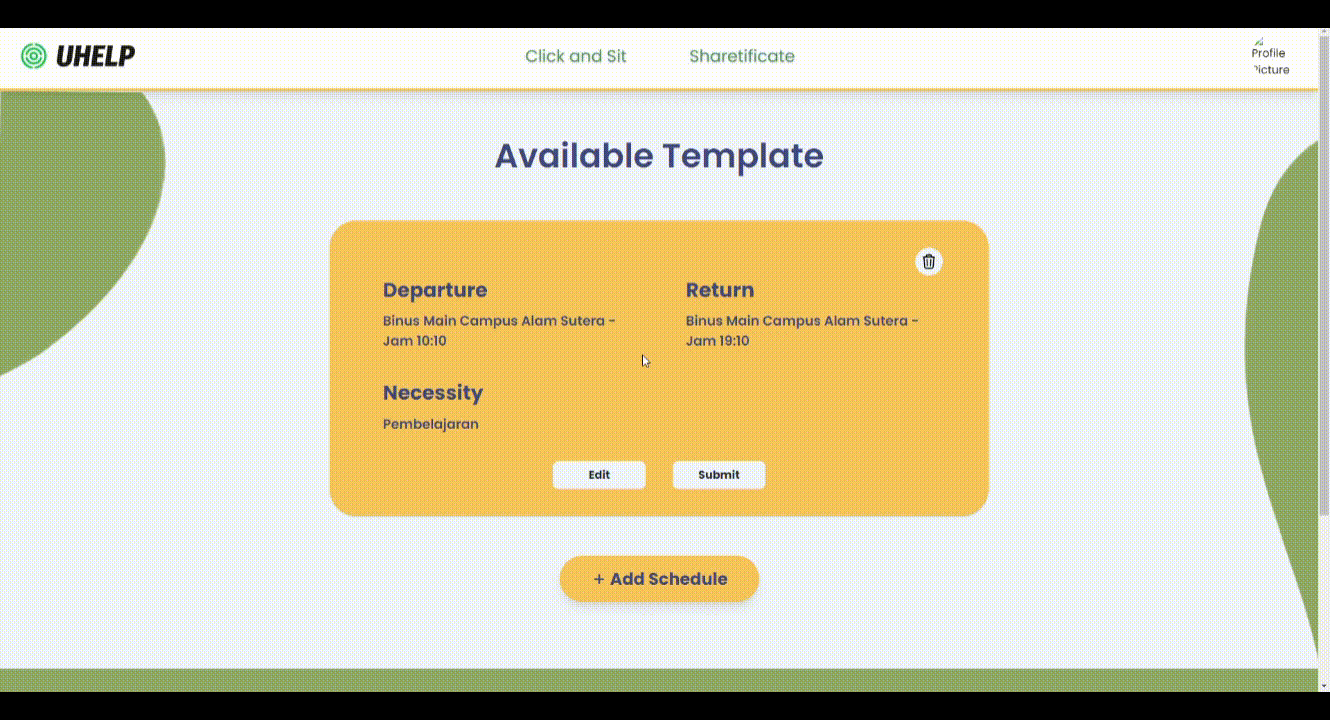 UHELP
Click and Sit
Sharetificate
Profile
Picture
Available Template
Departure
Binus Main Campus Alam Sutera -
Jam 10:10
Return
Binus Main Campus Alam Sutera -
Jam 19:10
Necessity
Pembelajaran
Edit
Submit
+ Add Schedule